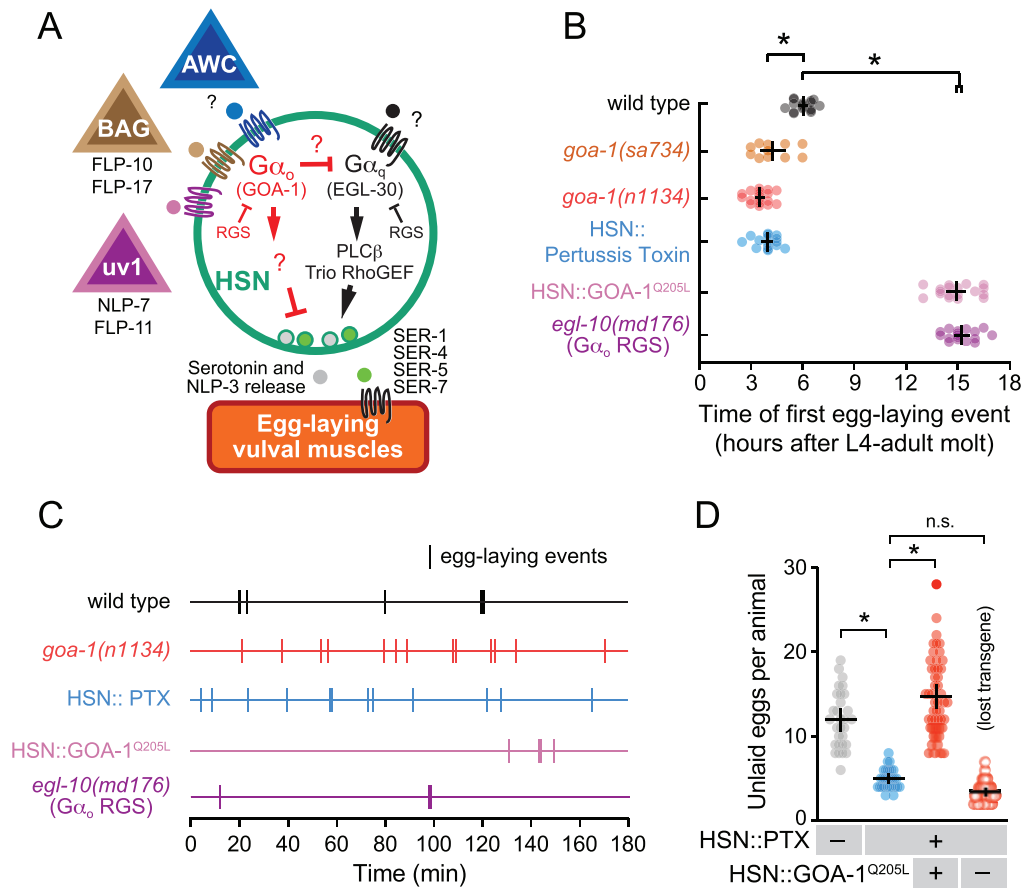 A
AWC
?
BAG
FLP-10
FLP-17
uv1
NLP-7
FLP-11
?
Gαo
(GOA-1)
?
Gαq
(EGL-30)
RGS
RGS
?
PLCβ
Trio RhoGEF
HSN
Serotonin and
NLP-3 release
SER-1
SER-4
SER-5
SER-7
Egg-laying
vulval muscles
B
*
*
wild type
goa-1(sa734)
goa-1(n1134)
HSN::
Pertussis Toxin
HSN::GOA-1Q205L
egl-10(md176)
(Gαo RGS)
0 3 6 9 12 15 18
Time of first egg-laying event
(hours after L4-adult molt)
C
egg-laying events
wild type
goa-1(n1134)
HSN:: PTX
HSN::GOA-1Q205L
egl-10(md176)
(Gαo RGS)
0 20 40 60 80 100 120 140 160 180
Time (min)
D
n.s.
*
*
Unlaid eggs per animal
30
20
10
0
(lost transgene)
HSN::PTX − +
HSN::GOA-1Q205L + −